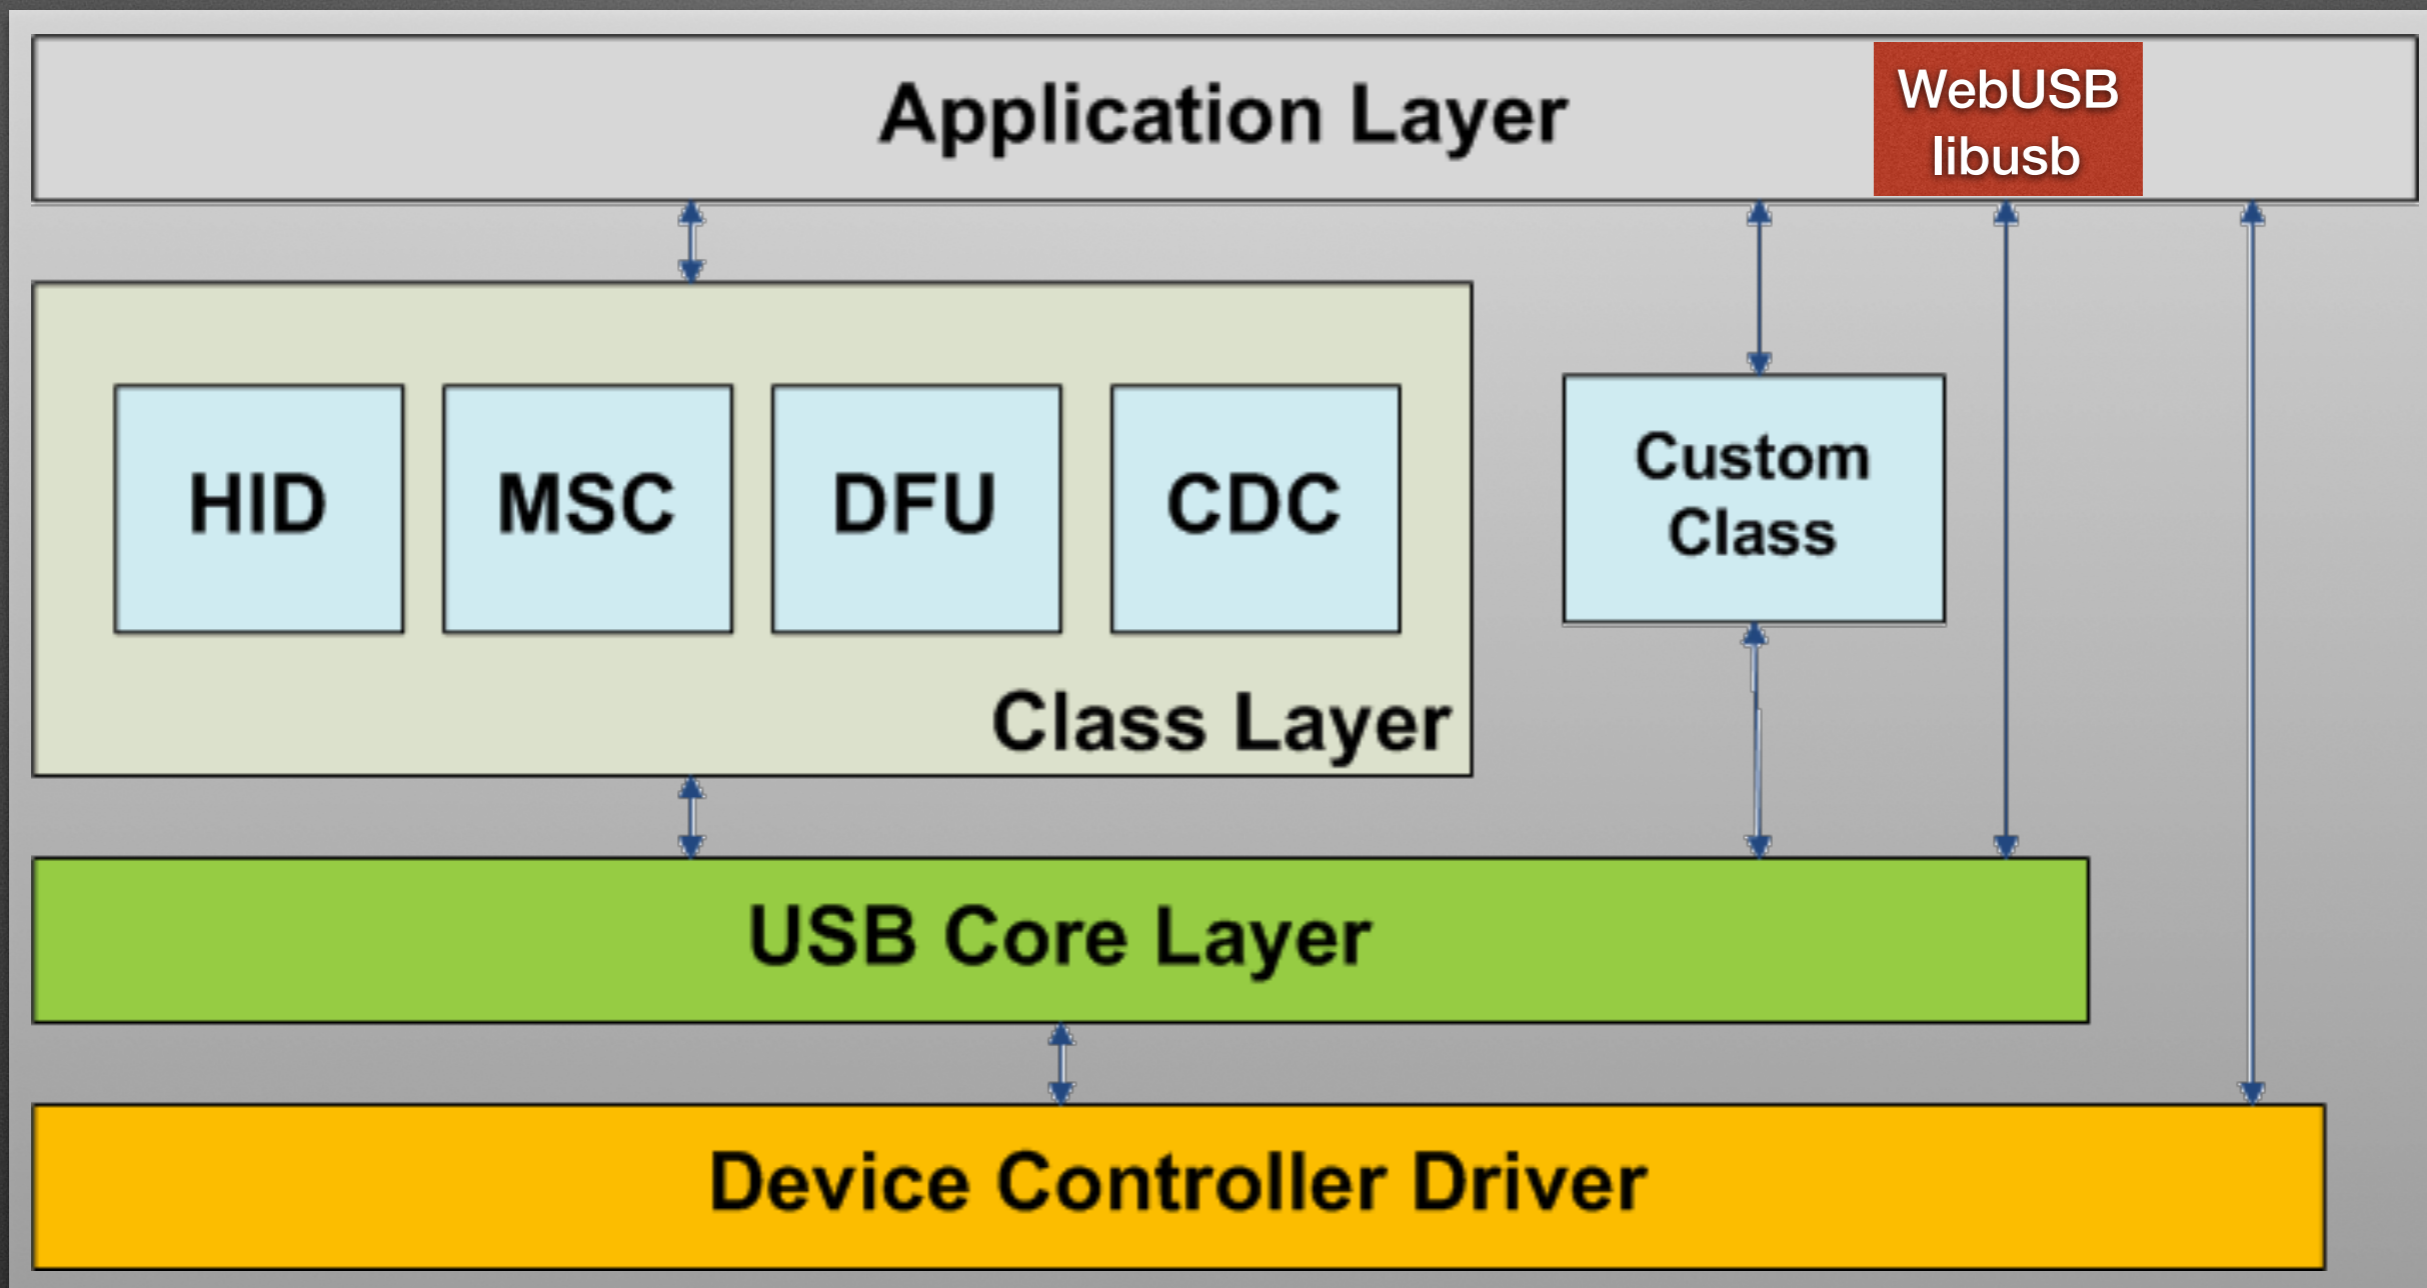 Application Layer
WebUSB
libusb
HID
MSC
DFU
CDC
Custom
Class
Class Layer
USB Core Layer
Device Controller Driver